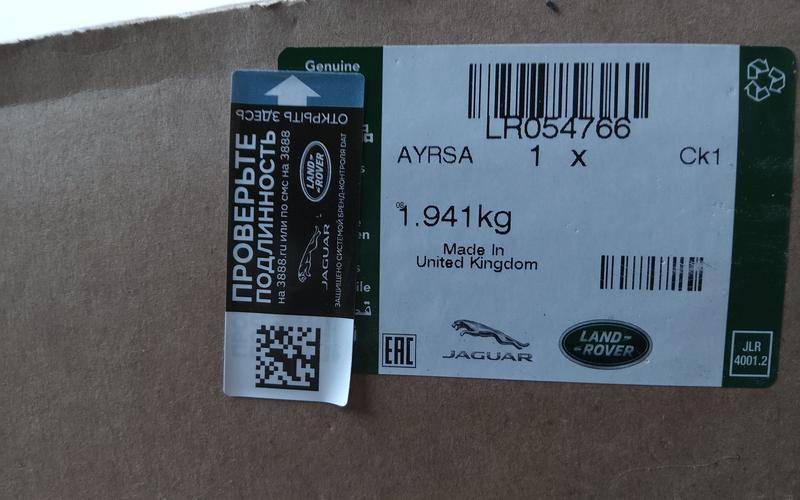 Genuine
LR054766
AYRSA 1 x Ck1
1.941kg
Made In
United Kingdom
EAC
JAGUAR
LAND-
-ROVER
JLR
4001.2
ОТКРЫТЬ ЗДЕСЬ
ПРОВЕРЬТЕ
ПОДЛИННОСТЬ
на 3888.ru или по смс на 3888
LAND-
-ROVER
JAGUAR
ЗАЩИЩЕНО СИСТЕМОЙ БРЕНД-КОНТРОЛЯ DAT